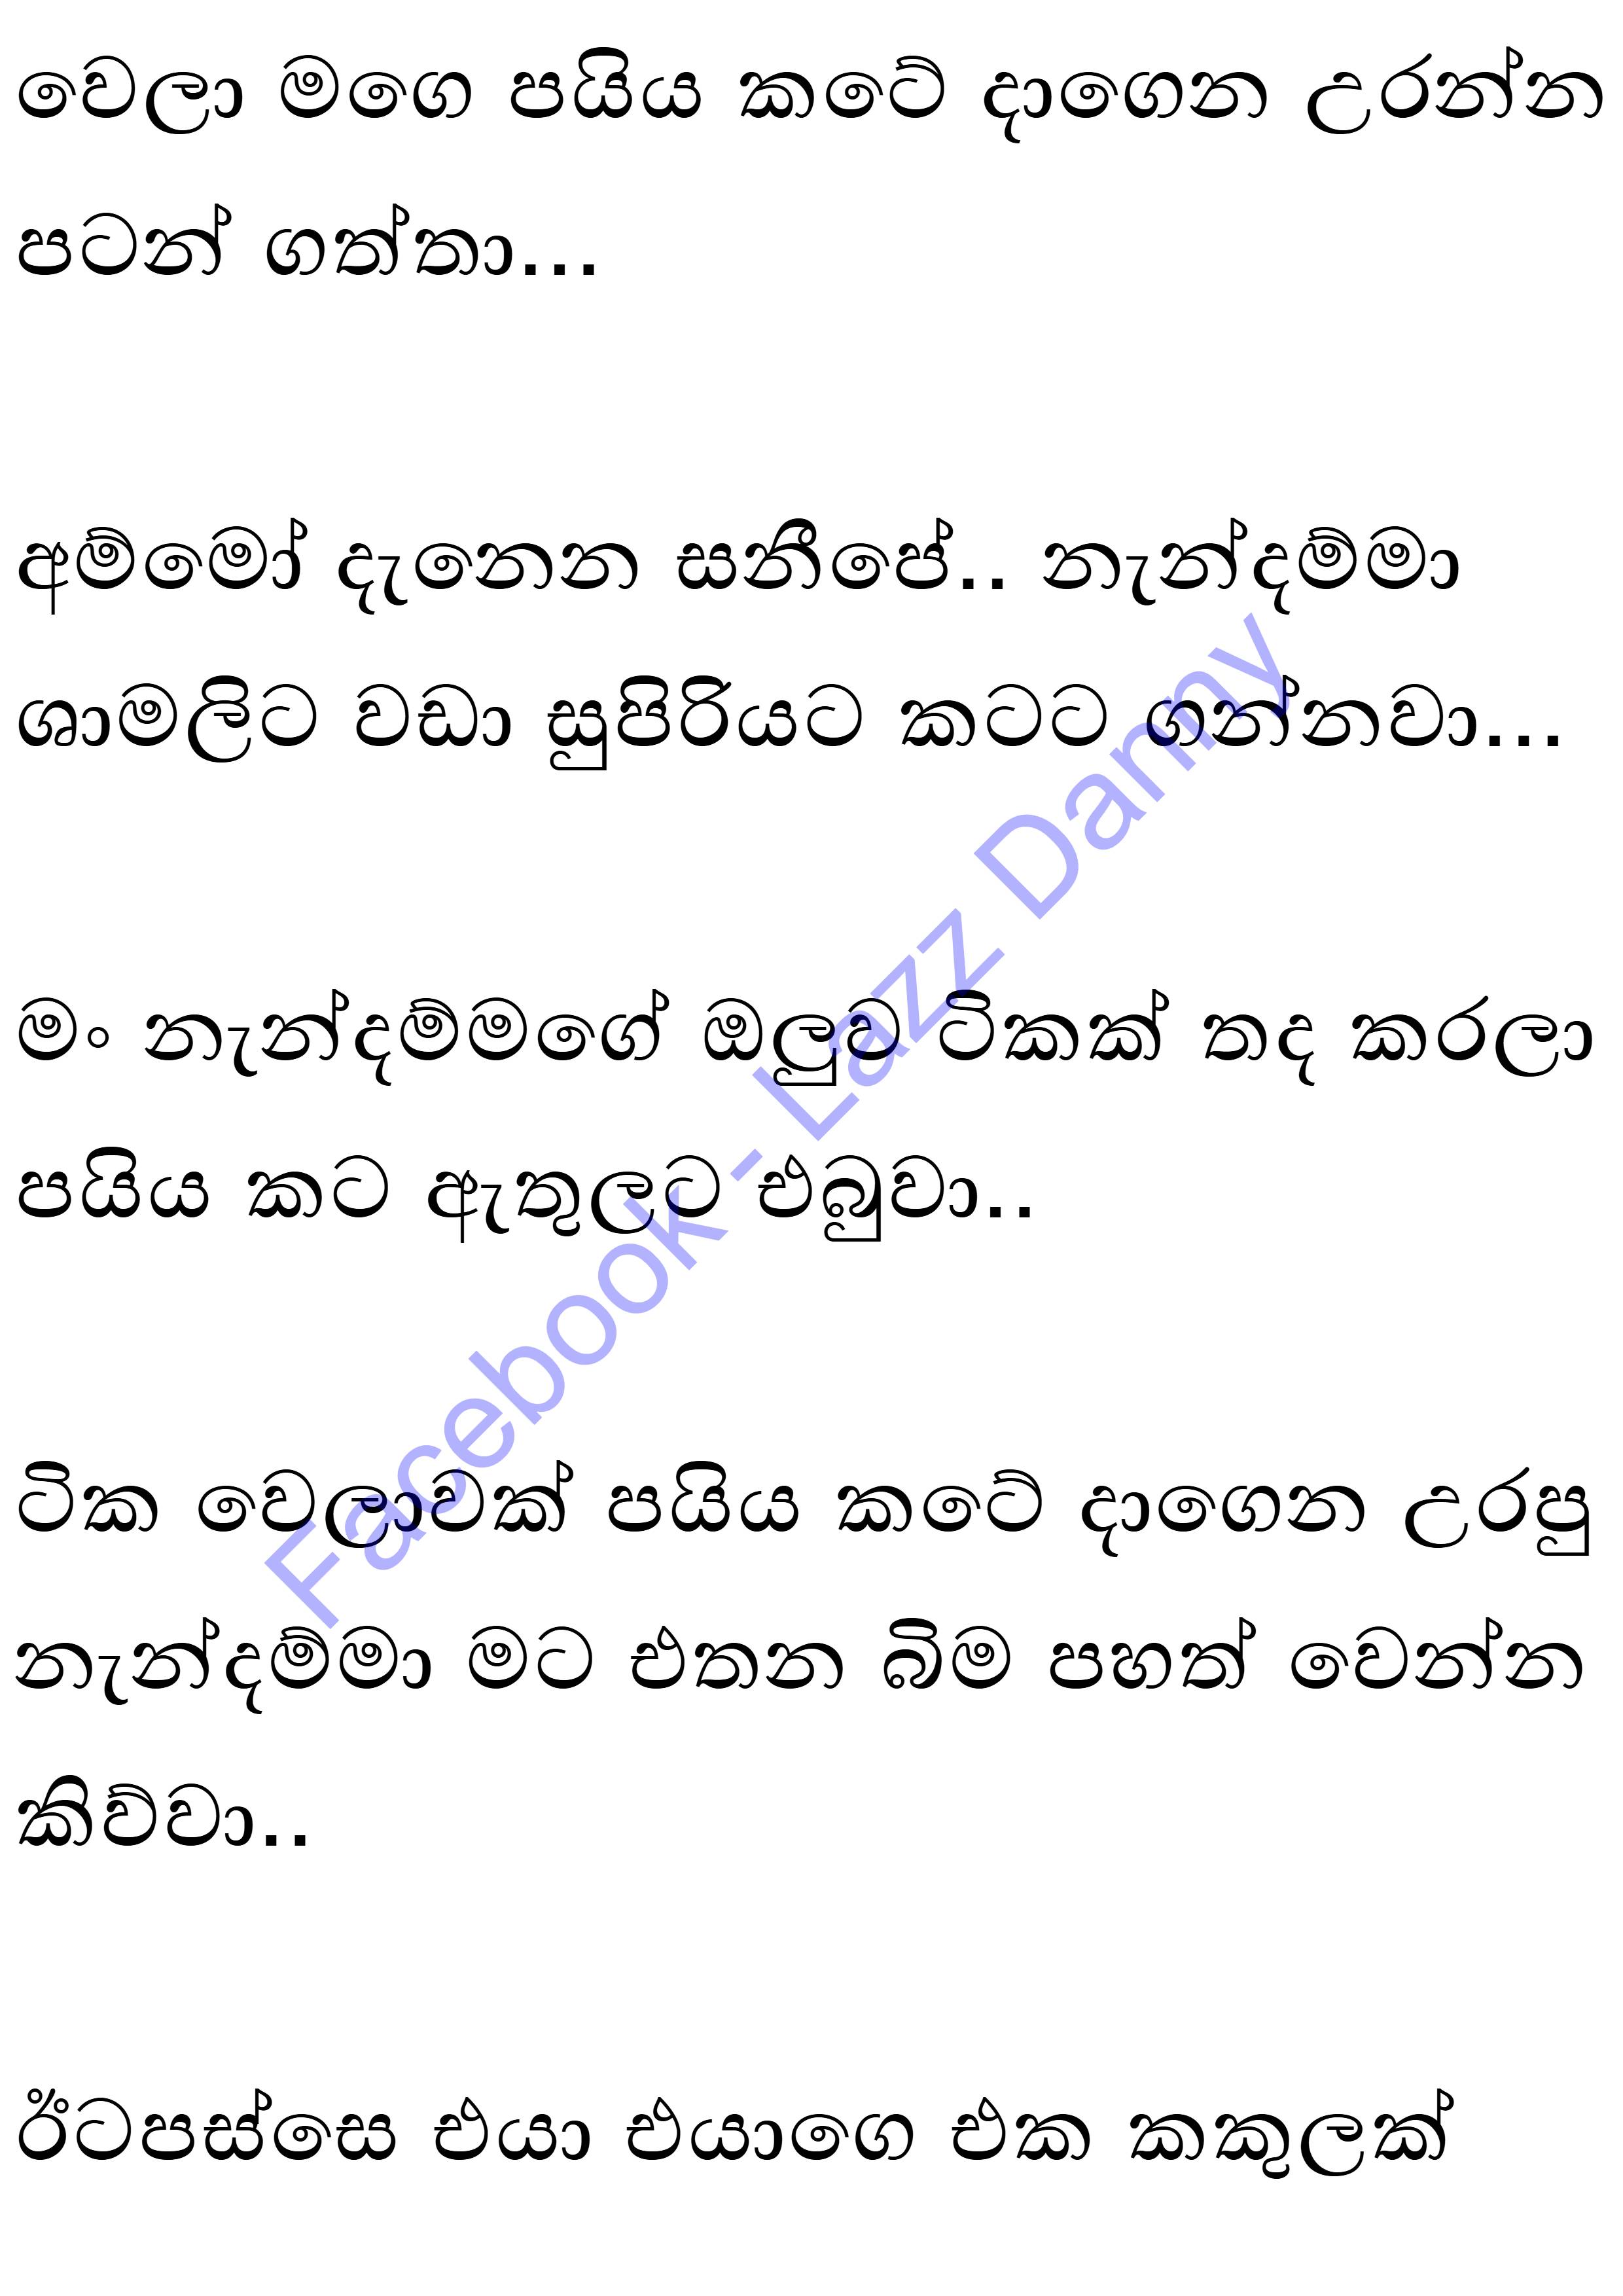 වෙලා මගෙ පයිය කටේ දාගෙන උරන්න
පටන් ගත්තා...
අම්මෝ දැනෙන සනීපේ.. නැන්දම්මා
ශාමලිට වඩා සුපිරියට කටට ගන්නවා...
මං නැන්දම්මගේ ඔලුව ටිකක් තද කරලා
පයිය කට ඇතුලට එබුවා..
ටික වෙලාවක් පයිය කටේ දාගෙන උරපු
නැන්දම්මා මට එතන බිම පහත් වෙන්න
කිව්වා..
ඊටපස්සෙ එයා එයාගෙ එක කකුලක්
Facebook - Lazz Danny